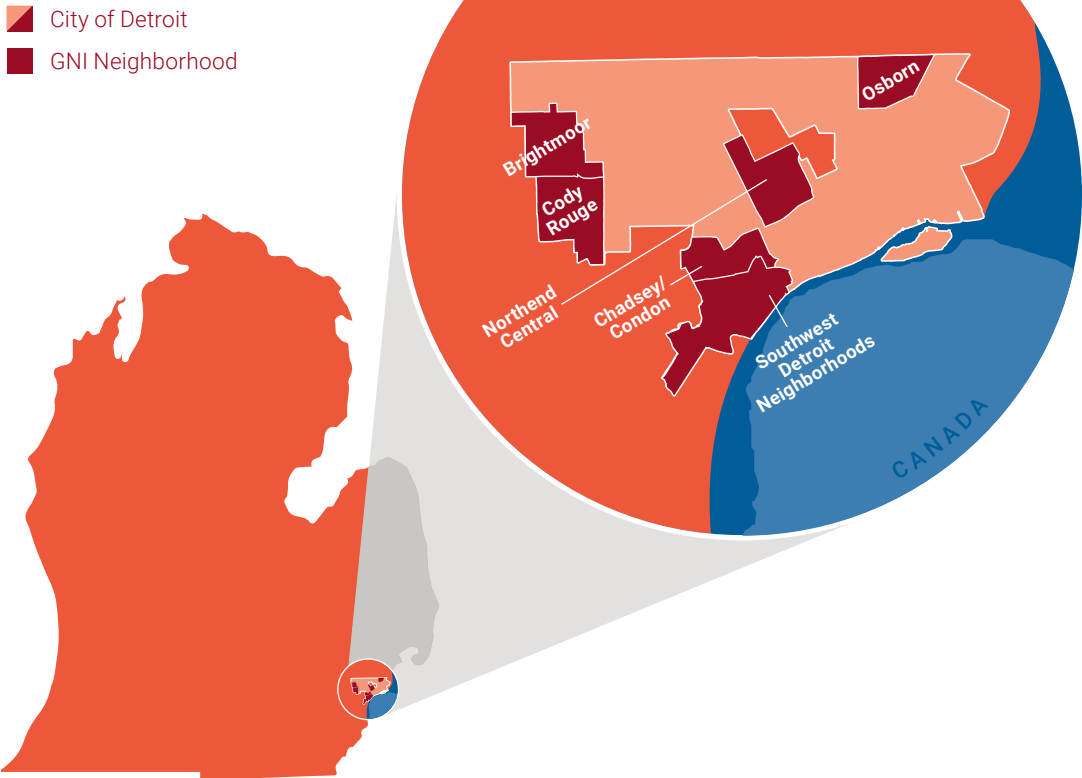 City of Detroit
GNI Neighborhood
Osborn
Brightmoor
Cody
Rouge
Northend
Central
Chadsey/
Condon
Southwest
Detroit
Neighborhoods
CANADA